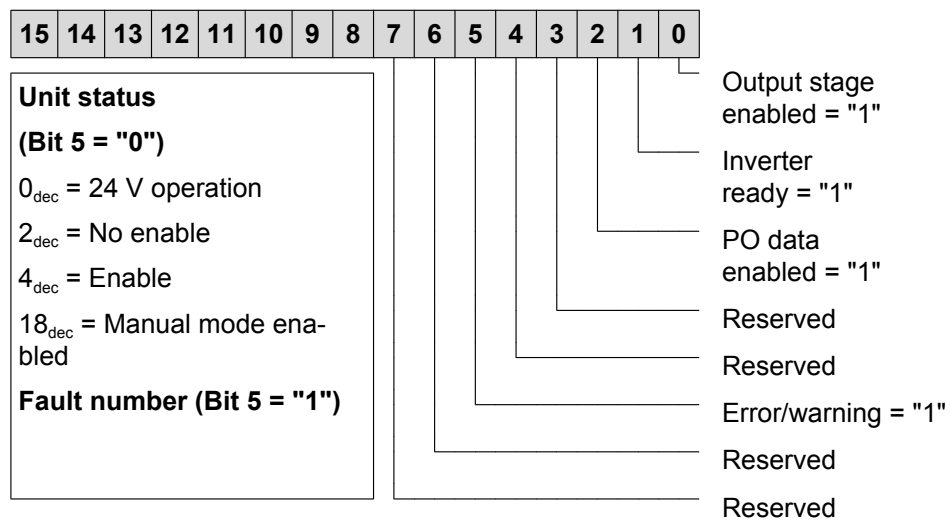 15 14 13 12 11 10 9 8 7 6 5 4 3 2 1 0
Unit status
(Bit 5 = "0")
0dec = 24 V operation
2dec = No enable
4dec = Enable
18dec = Manual mode ena-
bled
Fault number (Bit 5 = "1")
Output stage
enabled = "1"
Inverter
ready = "1"
PO data
enabled = "1"
Reserved
Reserved
Error/warning = "1"
Reserved
Reserved